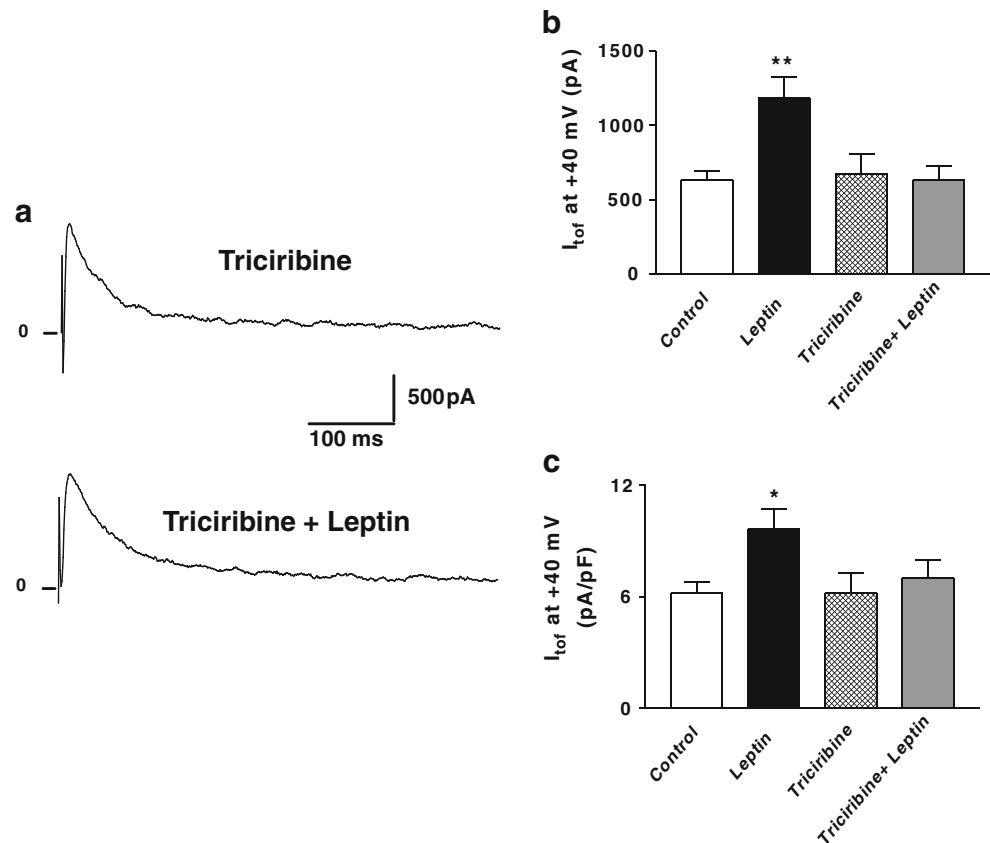 a
Triciribine
0
500pA
100 ms
Triciribine + Leptin
0
b
I_tof at +40 mV (pA)
1500
1000
500
0
**
Control
Leptin
Triciribine
Triciribine+ Leptin
c
I_tof at +40 mV
(pA/pF)
12
6
0
*
Control
Leptin
Triciribine
Triciribine+ Leptin